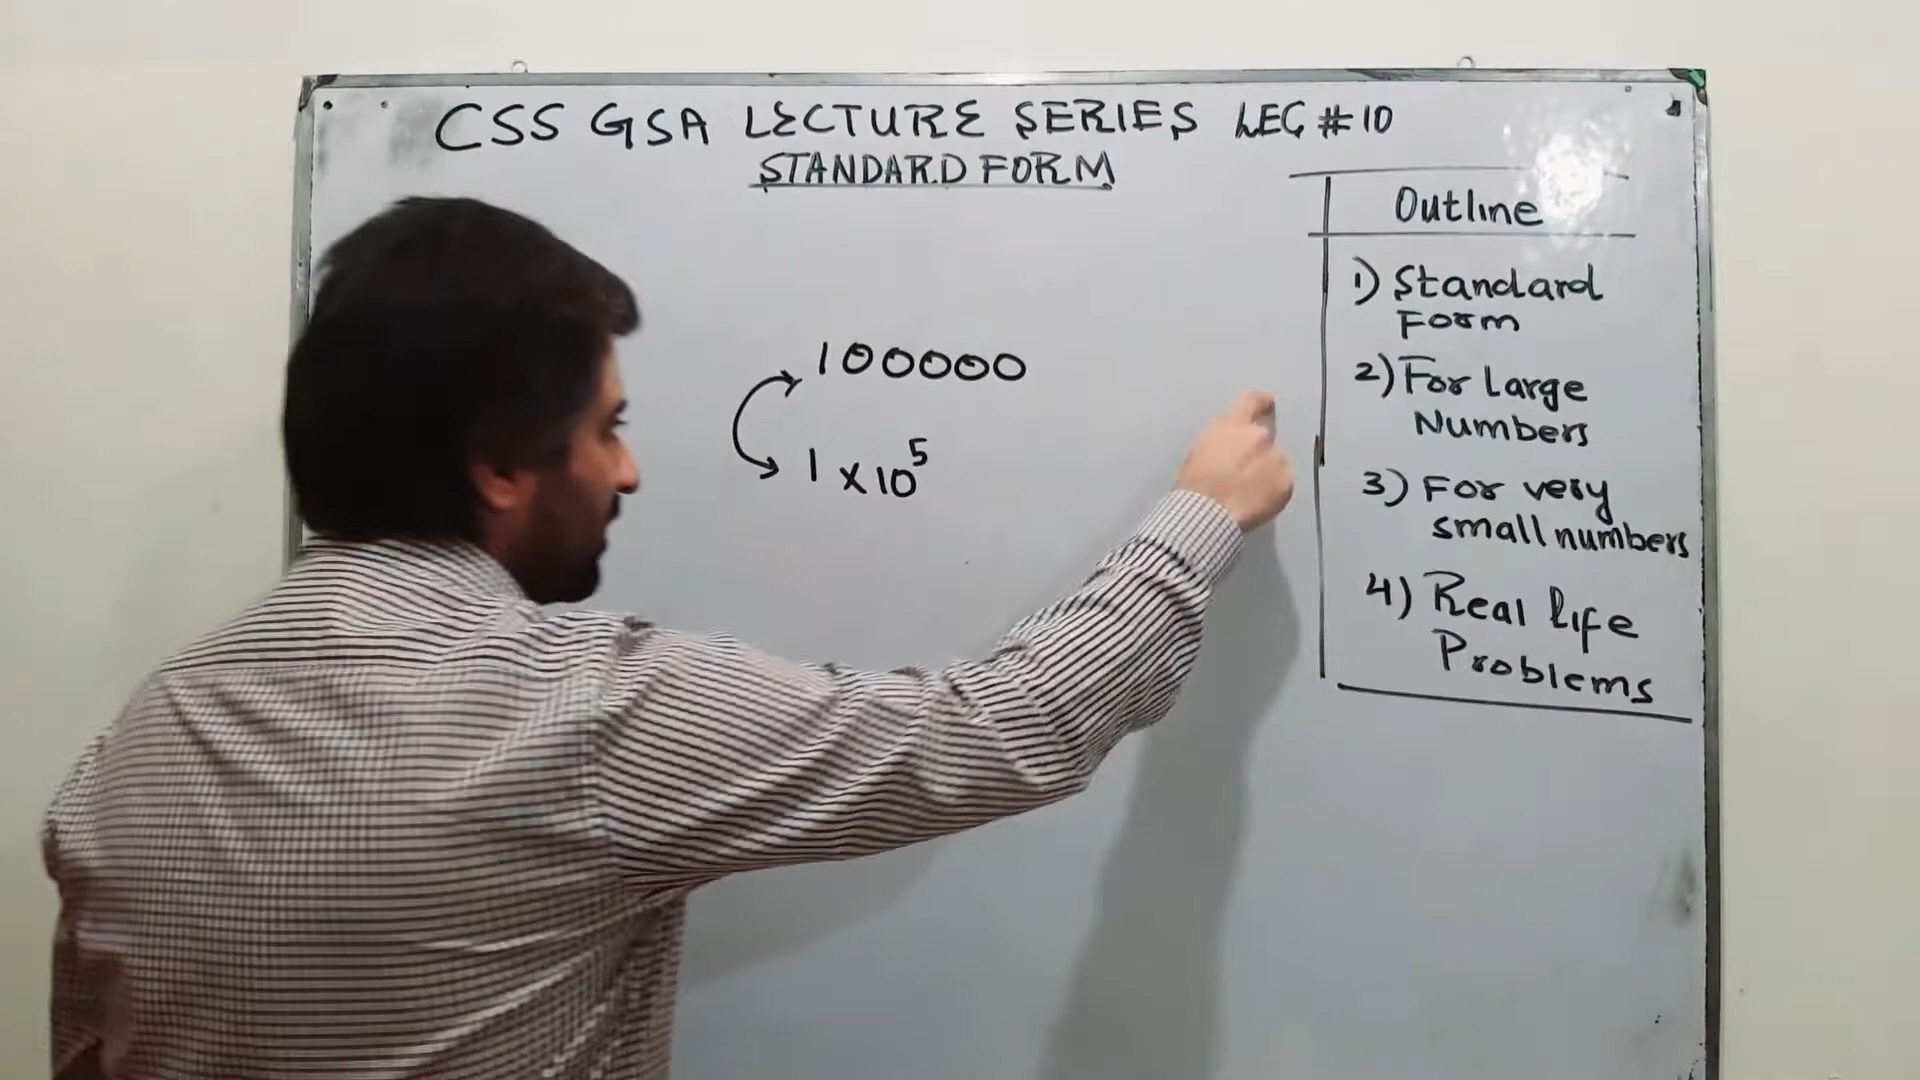 CSS GSA LECTURE SERIES LEC #10
STANDARD FORM
100000
1 x 10⁵
Outline
1) Standard
Form
2) For Large
Numbers
3) For very
small numbers
4) Real life
Problems